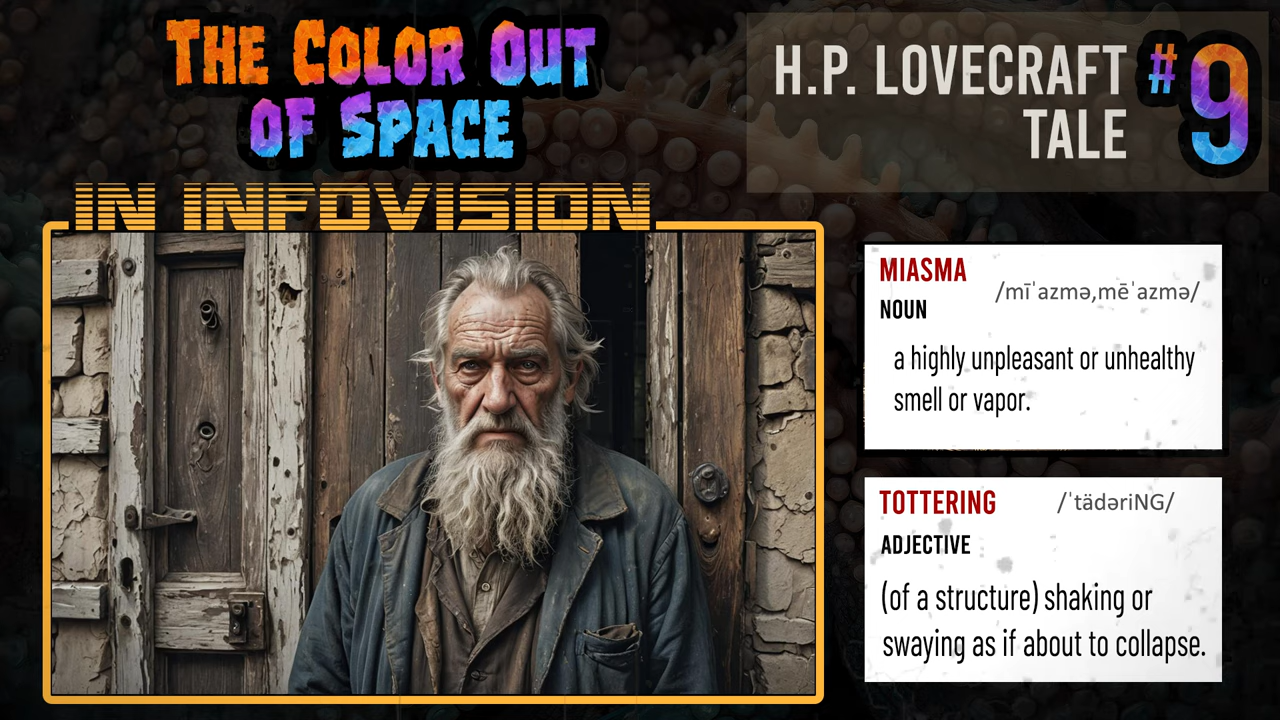 THE COLOR OUT
OF SPACE
IN INFOVISION
H.P. LOVECRAFT
TALE
#9
MIASMA
/mīˈazmə,mēˈazmə/
NOUN
a highly unpleasant or unhealthy
smell or vapor.
TOTTERING
/ˈtädəriNG/
ADJECTIVE
(of a structure) shaking or
swaying as if about to collapse.